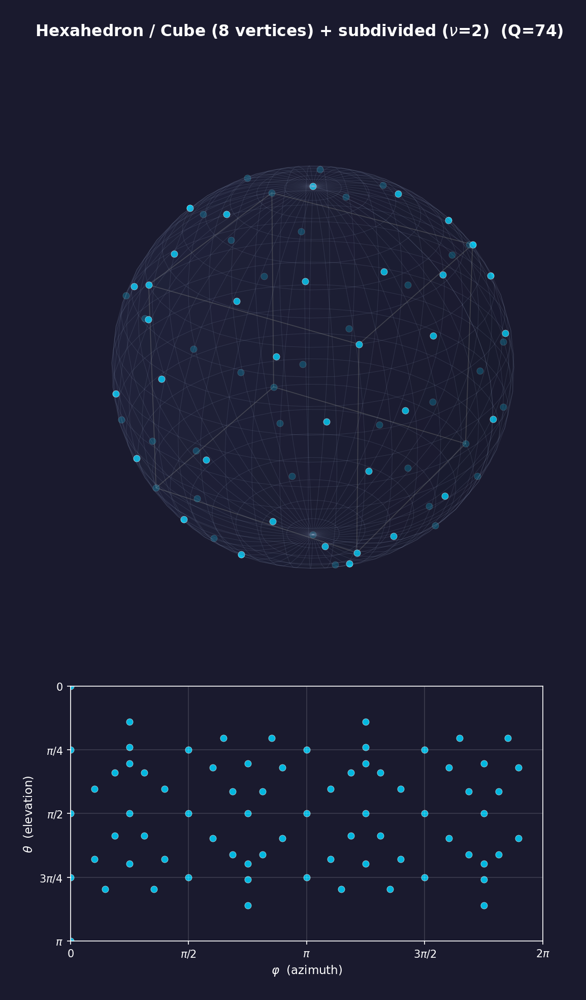 Hexahedron / Cube (8 vertices) + subdivided (ν=2)  (Q=74)
0
π/4
π/2
3π/4
π
θ  (elevation)
0
π/2
π
3π/2
2π
φ  (azimuth)